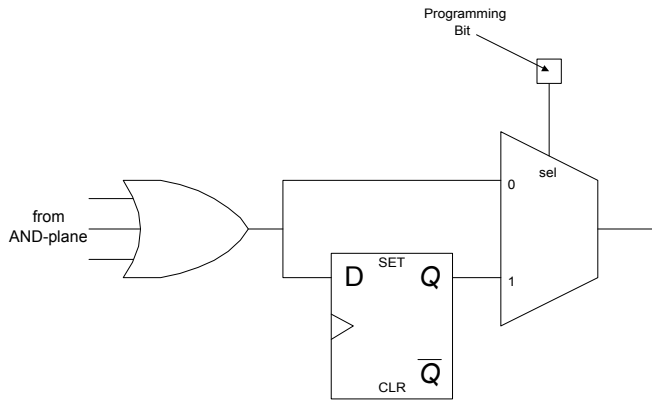 Programming
Bit
sel
0
from
AND-plane
SET
D
Q
1
Q̅
CLR